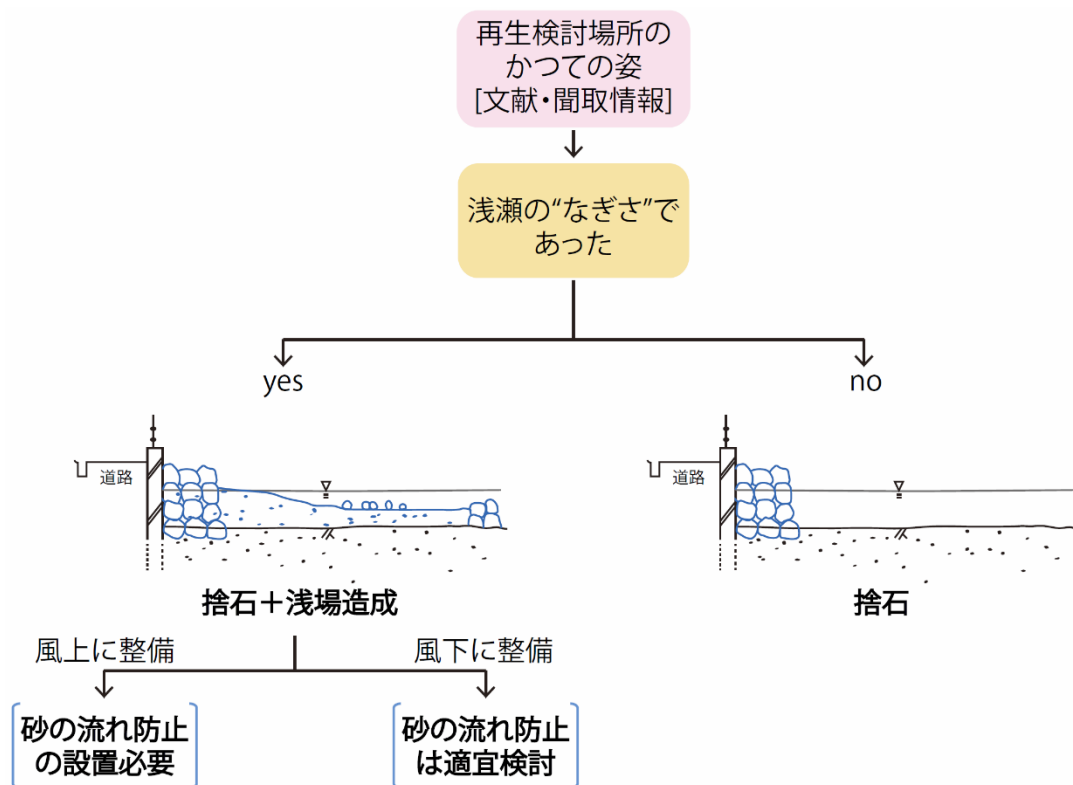 再生検討場所の
かつての姿
[文献・聞取情報]
浅瀬の“なぎさ”で
あった
yes
no
道路
道路
捨石＋浅場造成
捨石
風上に整備
風下に整備
砂の流れ防止
の設置必要
砂の流れ防止
は適宜検討